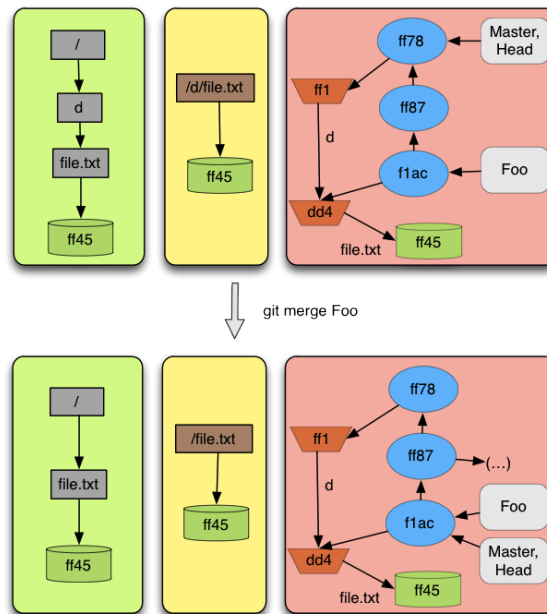 /
d
file.txt
ff45
/d/file.txt
ff45
ff78
Master,
Head
ff1
ff87
d
f1ac
Foo
dd4
file.txt
ff45
git merge Foo
/
file.txt
ff45
/file.txt
ff45
ff78
ff1
ff87
(...)
d
Foo
f1ac
Master,
Head
dd4
file.txt
ff45